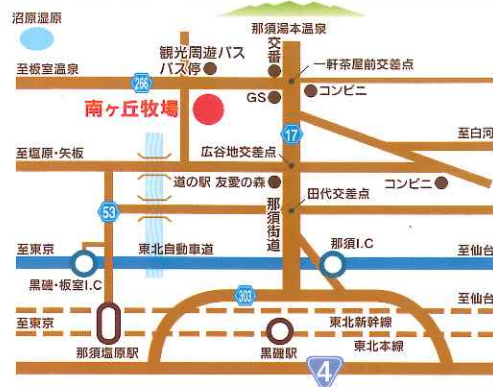 沼原湿原
那須湯本温泉
観光周遊バス
バス停
交番
一軒茶屋前交差点
至板室温泉
266
GS
コンビニ
南ヶ丘牧場
17
至白河
広谷地交差点
至塩原・矢板
道の駅 友愛の森
コンビニ
53
那須街道
田代交差点
至東京
東北自動車道
那須I.C
至仙台
黒磯・板室I.C
303
至仙台
至東京
東北新幹線
那須塩原駅
黒磯駅
東北本線
4